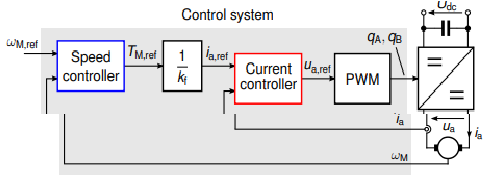 Control system
U_dc
ω_M,ref
Speed controller
T_M,ref
1
k_f
i_a,ref
Current controller
u_a,ref
PWM
q_A, q_B
i_a
u_a
i_a
ω_M